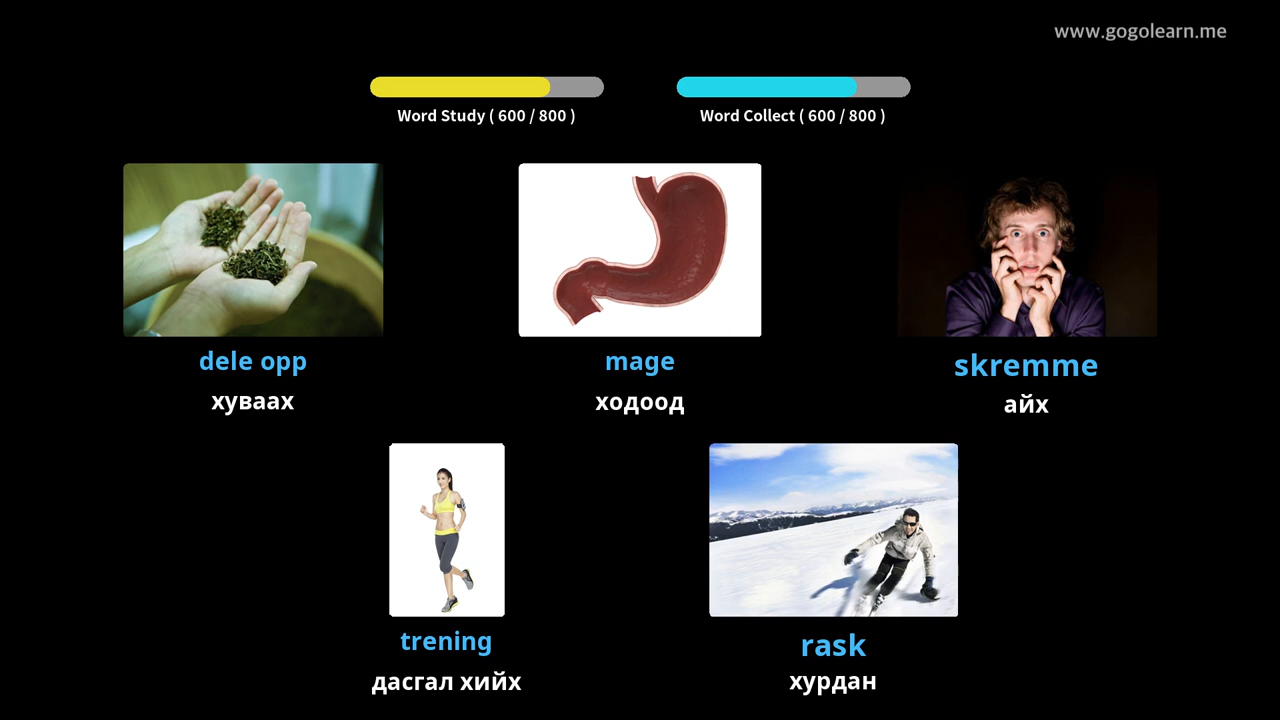 www.gogolearn.me
Word Study ( 600 / 800 )
Word Collect ( 600 / 800 )
dele opp
хуваах
mage
ходоод
skremme
айх
trening
дасгал хийх
rask
хурдан